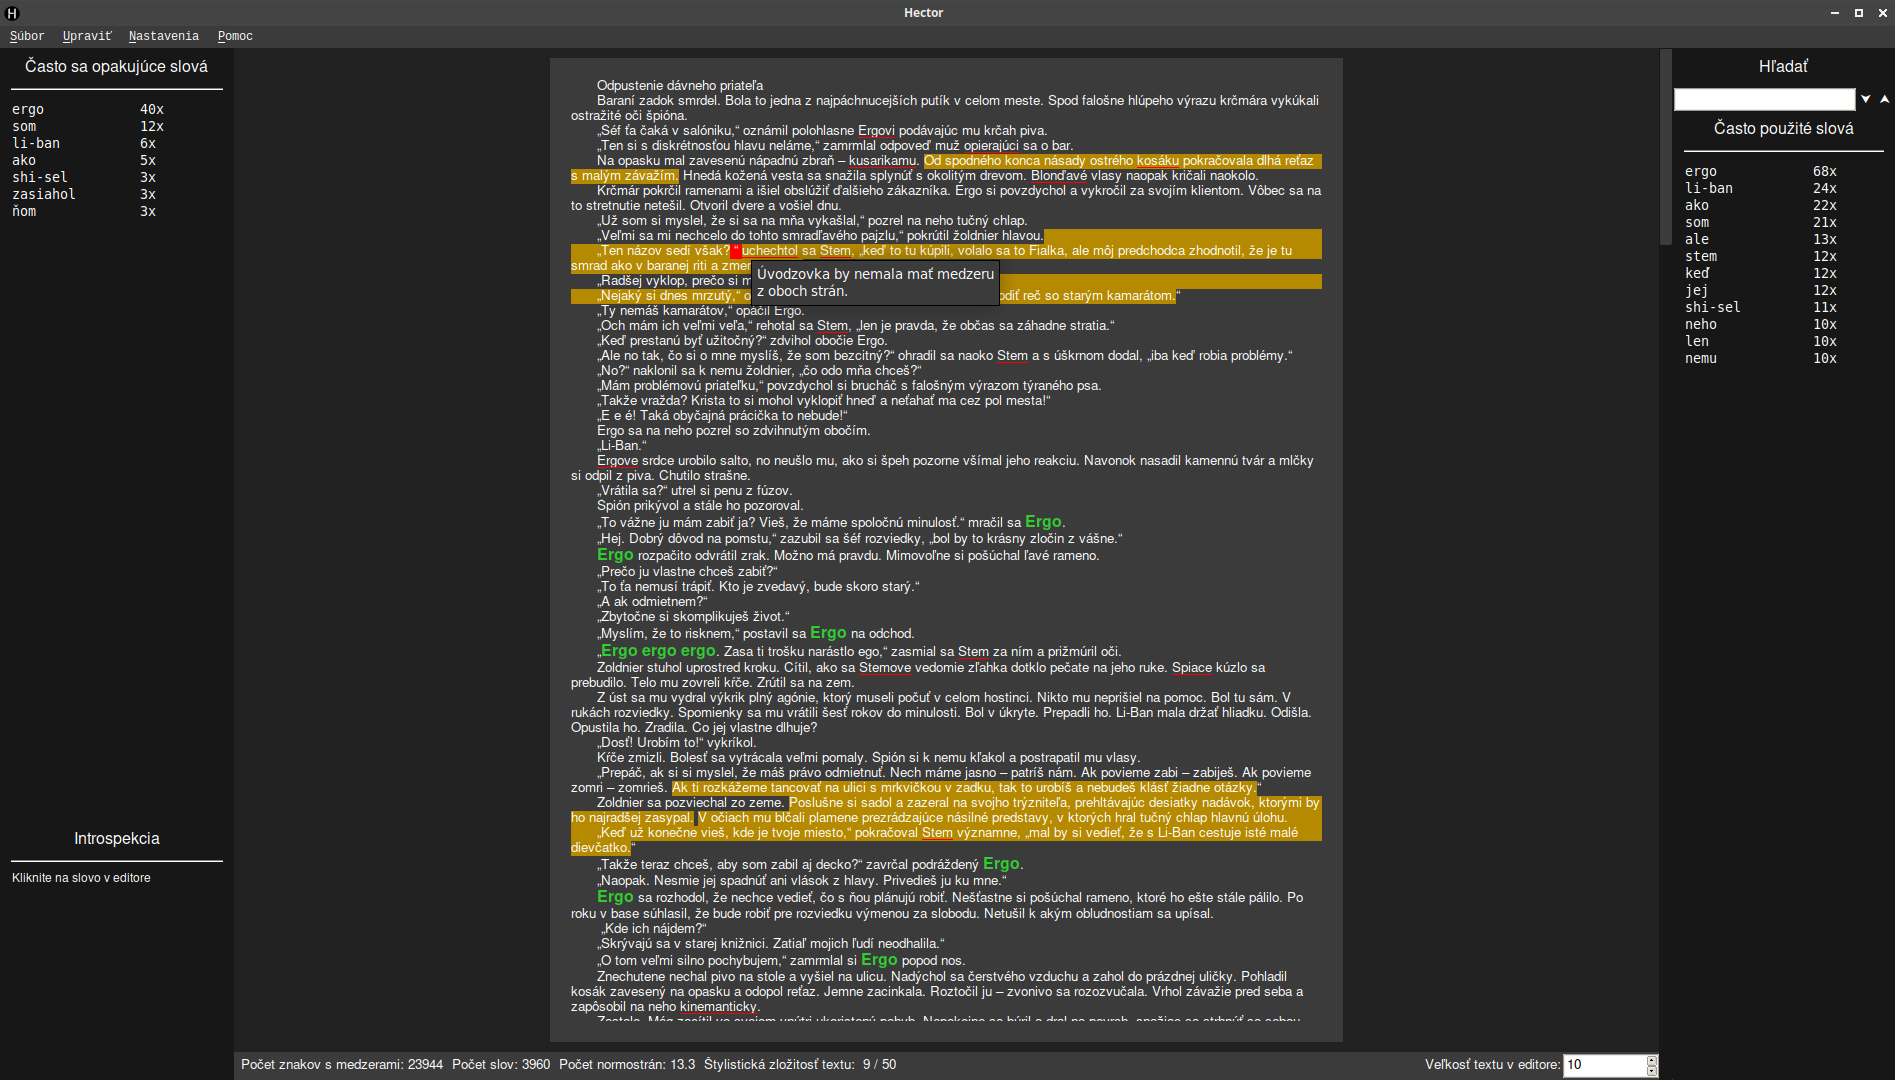 Hector
Súbor Upraviť Nastavenia Pomoc
Často sa opakujúce slová
ergo 40x
som 12x
li-ban 6x
ako 5x
shi-sel 3x
zasiahol 3x
ňom 3x
Introspekcia
Kliknite na slovo v editore
Odpustenie dávneho priateľa
Baraní zadok smrdel. Bola to jedna z najpáchnucejších putík v celom meste. Spod falošne hlúpeho výrazu krčmára vykúkali
ostražité oči špióna.
„Séf ťa čaká v salóniku,“ oznámil polohlasne Ergovi podávajúc mu krčah piva.
„Ten si s diskrétnosťou hlavu neláme,“ zamrmlal odpoveď muž opierajúci sa o bar.
Na opasku mal zavesenú nápadnú zbraň – kusarikamu. Od spodného konca násady ostrého kosáku pokračovala dlhá reťaz
s malým závažím. Hnedá kožená vesta sa snažila splynúť s okolitým drevom. Blonďavé vlasy naopak kričali naokolo.
Krčmár pokrčil ramenami a išiel obslúžiť ďalšieho zákazníka. Ergo si povzdychol a vykročil za svojím klientom. Vôbec sa na
to stretnutie netešil. Otvoril dvere a vošiel dnu.
„Už som si myslel, že si sa na mňa vykašlal,“ pozrel na neho tučný chlap.
„Veľmi sa mi nechcelo do tohto smradľavého pajzlu,“ pokrútil žoldnier hlavou.
„Ten názov sedí však? “ uchechtol sa Stem, „keď to tu kúpili, volalo sa to Fialka, ale môj predchodca zhodnotil, že je tu
smrad ako v baranej riti a zmen
Úvodzovka by nemala mať medzeru
z oboch strán.
„Radšej vyklop, prečo si m
„Nejaký si dnes mrzutý,“ o odiť reč so starým kamarátom.“
„Ty nemáš kamarátov,“ opáčil Ergo.
„Och mám ich veľmi veľa,“ rehotal sa Stem, „len je pravda, že občas sa záhadne stratia.“
„Keď prestanú byť užitočný?“ zdvihol obočie Ergo.
„Ale no tak, čo si o mne myslíš, že som bezcitný?“ ohradil sa naoko Stem a s úškrnom dodal, „iba keď robia problémy.“
„No?“ naklonil sa k nemu žoldnier, „čo odo mňa chceš?“
„Mám problémovú priateľku,“ povzdychol si brucháč s falošným výrazom týraného psa.
„Takže vražda? Krista to si mohol vyklopiť hneď a neťahať ma cez pol mesta!“
„E e é! Taká obyčajná prácička to nebude!“
Ergo sa na neho pozrel so zdvihnutým obočím.
„Li-Ban.“
Ergove srdce urobilo salto, no neušlo mu, ako si špeh pozorne všímal jeho reakciu. Navonok nasadil kamennú tvár a mlčky
si odpil z piva. Chutilo strašne.
„Vrátila sa?“ utrel si penu z fúzov.
Spión prikývol a stále ho pozoroval.
„To vážne ju mám zabiť ja? Vieš, že máme spoločnú minulosť.“ mračil sa Ergo.
„Hej. Dobrý dôvod na pomstu,“ zazubil sa šéf rozviedky, „bol by to krásny zločin z vášne.“
Ergo rozpačito odvrátil zrak. Možno má pravdu. Mimovoľne si pošúchal ľavé rameno.
„Prečo ju vlastne chceš zabiť?“
„To ťa nemusí trápiť. Kto je zvedavý, bude skoro starý.“
„A ak odmietnem?“
„Zbytočne si skomplikuješ život.“
„Myslím, že to risknem,“ postavil sa Ergo na odchod.
„Ergo ergo ergo. Zasa ti trošku narástlo ego,“ zasmial sa Stem za ním a prižmúril oči.
Zoldnier stuhol uprostred kroku. Cítil, ako sa Stemove vedomie zľahka dotklo pečate na jeho ruke. Spiace kúzlo sa
prebudilo. Telo mu zovreli kŕče. Zrútil sa na zem.
Z úst sa mu vydral výkrik plný agónie, ktorý museli počuť v celom hostinci. Nikto mu neprišiel na pomoc. Bol tu sám. V
rukách rozviedky. Spomienky sa mu vrátili šesť rokov do minulosti. Bol v úkryte. Prepadli ho. Li-Ban mala držať hliadku. Odišla.
Opustila ho. Zradila. Čo jej vlastne dlhuje?
„Dosť! Urobím to!“ vykríkol.
Kŕče zmizli. Bolesť sa vytrácala veľmi pomaly. Spión si k nemu kľakol a postrapatil mu vlasy.
„Prepáč, ak si si myslel, že máš právo odmietnuť. Nech máme jasno – patríš nám. Ak povieme zabi – zabiješ. Ak povieme
zomri – zomrieš. Ak ti rozkážeme tancovať na ulici s mrkvičkou v zadku, tak to urobíš a nebudeš klásť žiadne otázky.“
Zoldnier sa pozviechal zo zeme. Poslušne si sadol a zazeral na svojho trýzniteľa, prehltávajúc desiatky nadávok, ktorými by
ho najradšej zasypal. V očiach mu blčali plamene prezrádzajúce násilné predstavy, v ktorých hral tučný chlap hlavnú úlohu.
„Keď už konečne vieš, kde je tvoje miesto,“ pokračoval Stem významne, „mal by si vedieť, že s Li-Ban cestuje isté malé
dievčatko.“
„Takže teraz chceš, aby som zabil aj decko?“ zavrčal podráždený Ergo.
„Naopak. Nesmie jej spadnúť ani vlások z hlavy. Privedieš ju ku mne.“
Ergo sa rozhodol, že nechce vedieť, čo s ňou plánujú robiť. Nešťastne si pošúchal rameno, ktoré ho ešte stále pálilo. Po
roku v base súhlasil, že bude robiť pre rozviedku výmenou za slobodu. Netušil k akým obludnostiam sa upísal.
„Kde ich nájdem?“
„Skrývajú sa v starej knižnici. Zatiaľ mojich ľudí neodhalila.“
„O tom veľmi silno pochybujem,“ zamrmlal si Ergo popod nos.
Znechutene nechal pivo na stole a vyšiel na ulicu. Nadýchol sa čerstvého vzduchu a zahol do prázdnej uličky. Pohladil
kosák zavesený na opasku a odopol reťaz. Jemne zacinkala. Roztočil ju – zvonivo sa rozozvučala. Vrhol závažie pred seba a
zapôsobil na neho kinemanticky.
Hľadať
Často použité slová
ergo 68x
li-ban 24x
ako 22x
som 21x
ale 13x
stem 12x
keď 12x
jej 12x
shi-sel 11x
neho 10x
len 10x
nemu 10x
Počet znakov s medzerami: 23944 Počet slov: 3960 Počet normostrán: 13.3 Štylistická zložitosť textu: 9 / 50
Veľkosť textu v editore: 10